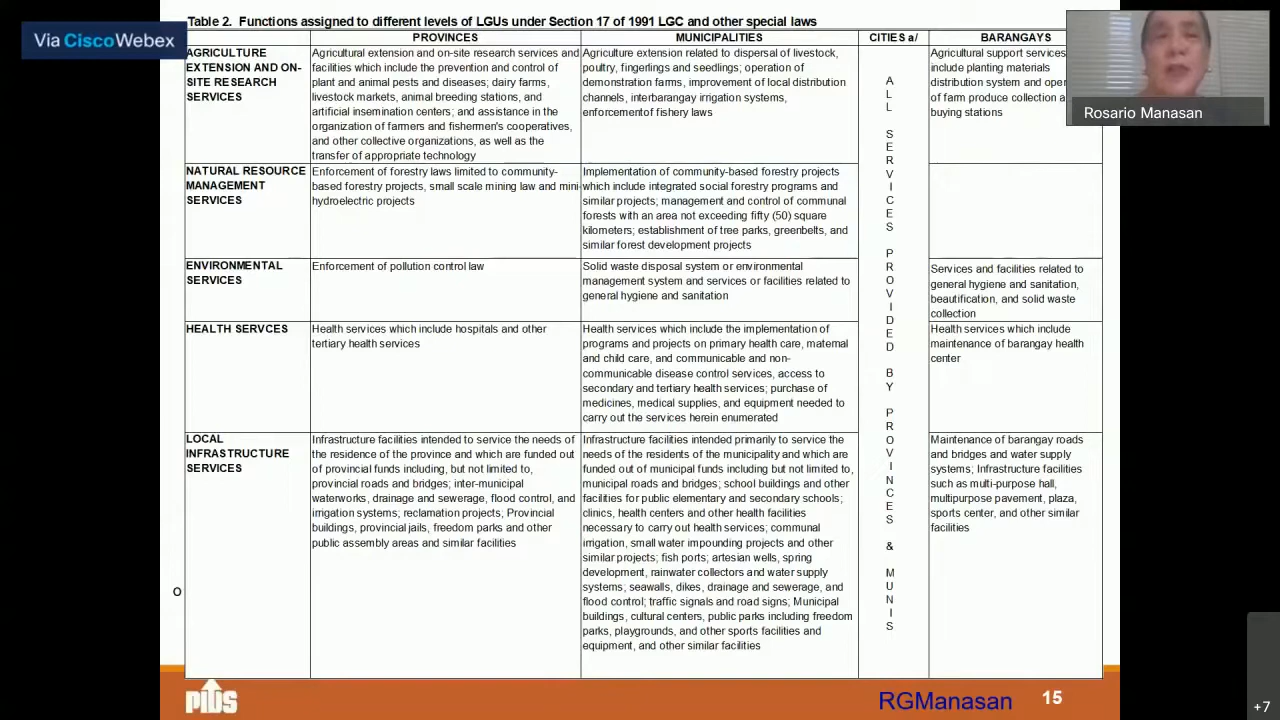 Via Cisco Webex
Table 2. Functions assigned to different levels of LGUs under Section 17 of 1991 LGC and other special laws
PROVINCES
MUNICIPALITIES
CITIES a/
BARANGAYS
AGRICULTURE
EXTENSION AND ON-
SITE RESEARCH
SERVICES
Agricultural extension and on-site research services and
facilities which include the prevention and control of
plant and animal pests and diseases; dairy farms,
livestock markets, animal breeding stations, and
artificial insemination centers; and assistance in the
organization of farmers and fishermen's cooperatives,
and other collective organizations, as well as the
transfer of appropriate technology
Agriculture extension related to dispersal of livestock,
poultry, fingerlings and seedlings; operation of
demonstration farms, improvement of local distribution
channels, interbarangay irrigation systems,
enforcementof fishery laws
ALL SERVICES PROVIDED BY PROVINCES & MUNIS
Agricultural support services
include planting materials
distribution system and
of farm produce collection
buying stations
Rosario Manasan
NATURAL RESOURCE
MANAGEMENT
SERVICES
Enforcement of forestry laws limited to community-
based forestry projects, small scale mining law and mini-
hydroelectric projects
Implementation of community-based forestry projects
which include integrated social forestry programs and
similar projects; management and control of communal
forests with an area not exceeding fifty (50) square
kilometers; establishment of tree parks, greenbelts, and
similar forest development projects
ENVIRONMENTAL
SERVICES
Enforcement of pollution control law
Solid waste disposal system or environmental
management system and services or facilities related to
general hygiene and sanitation
Services and facilities related to
general hygiene and sanitation,
beautification, and solid waste
collection
HEALTH SERVCES
Health services which include hospitals and other
tertiary health services
Health services which include the implementation of
programs and projects on primary health care, maternal
and child care, and communicable and non-
communicable disease control services, access to
secondary and tertiary health services; purchase of
medicines, medical supplies, and equipment needed to
carry out the services herein enumerated
Health services which include
maintenance of barangay health
center
LOCAL
INFRASTRUCTURE
SERVICES
Infrastructure facilities intended to service the needs of
the residence of the province and which are funded out
of provincial funds including, but not limited to,
provincial roads and bridges; inter-municipal
waterworks, drainage and sewerage, flood control, and
irrigation systems; reclamation projects; Provincial
buildings, provincial jails, freedom parks and other
public assembly areas and similar facilities
Infrastructure facilities intended primarily to service the
needs of the residents of the municipality and which are
funded out of municipal funds including but not limited to,
municipal roads and bridges; school buildings and other
facilities for public elementary and secondary schools;
clinics, health centers and other health facilities
necessary to carry out health services; communal
irrigation, small water impounding projects and other
similar projects; fish ports; artesian wells, spring
development, rainwater collectors and water supply
systems; seawalls, dikes, drainage and sewerage, and
flood control; traffic signals and road signs; Municipal
buildings, cultural centers, public parks including freedom
parks, playgrounds, and other sports facilities and
equipment, and other similar facilities
Maintenance of barangay roads
and bridges and water supply
systems; Infrastructure facilities
such as multi-purpose hall,
multipurpose pavement, plaza,
sports center, and other similar
facilities
O
PIDS
RGManasan
15
+7